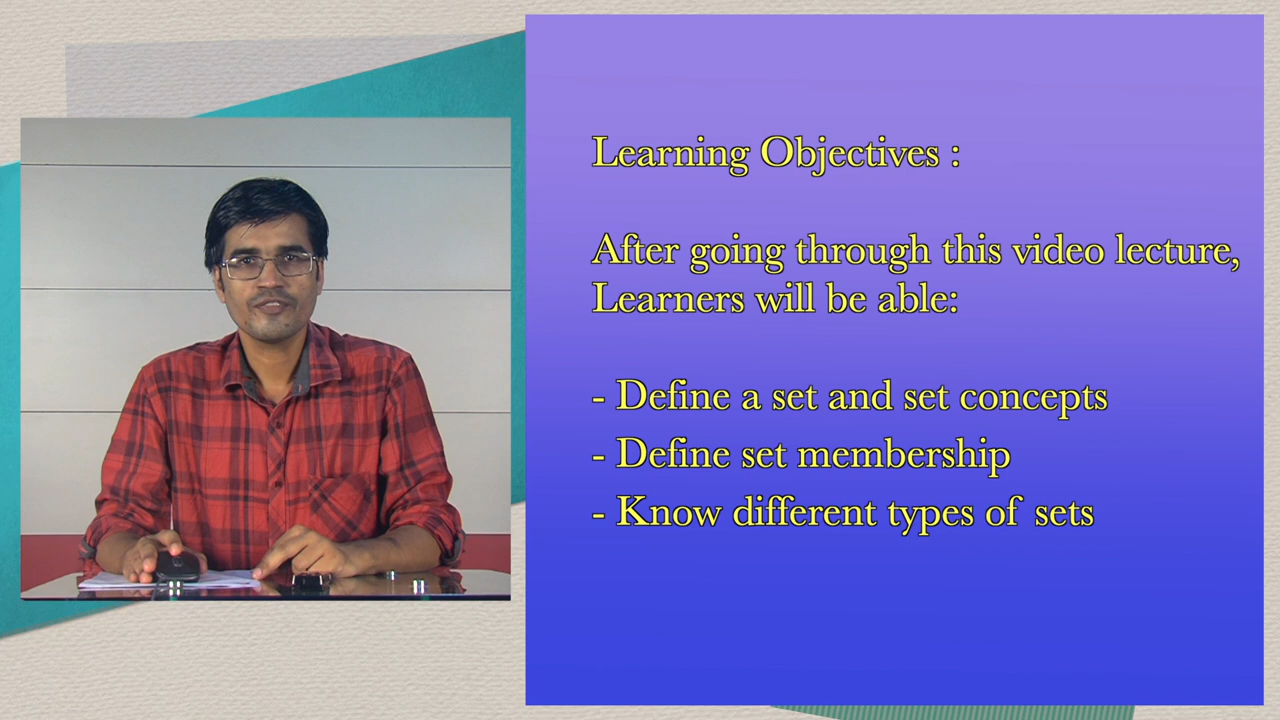 Learning Objectives :
After going through this video lecture,
Learners will be able:
- Define a set and set concepts
- Define set membership
- Know different types of sets